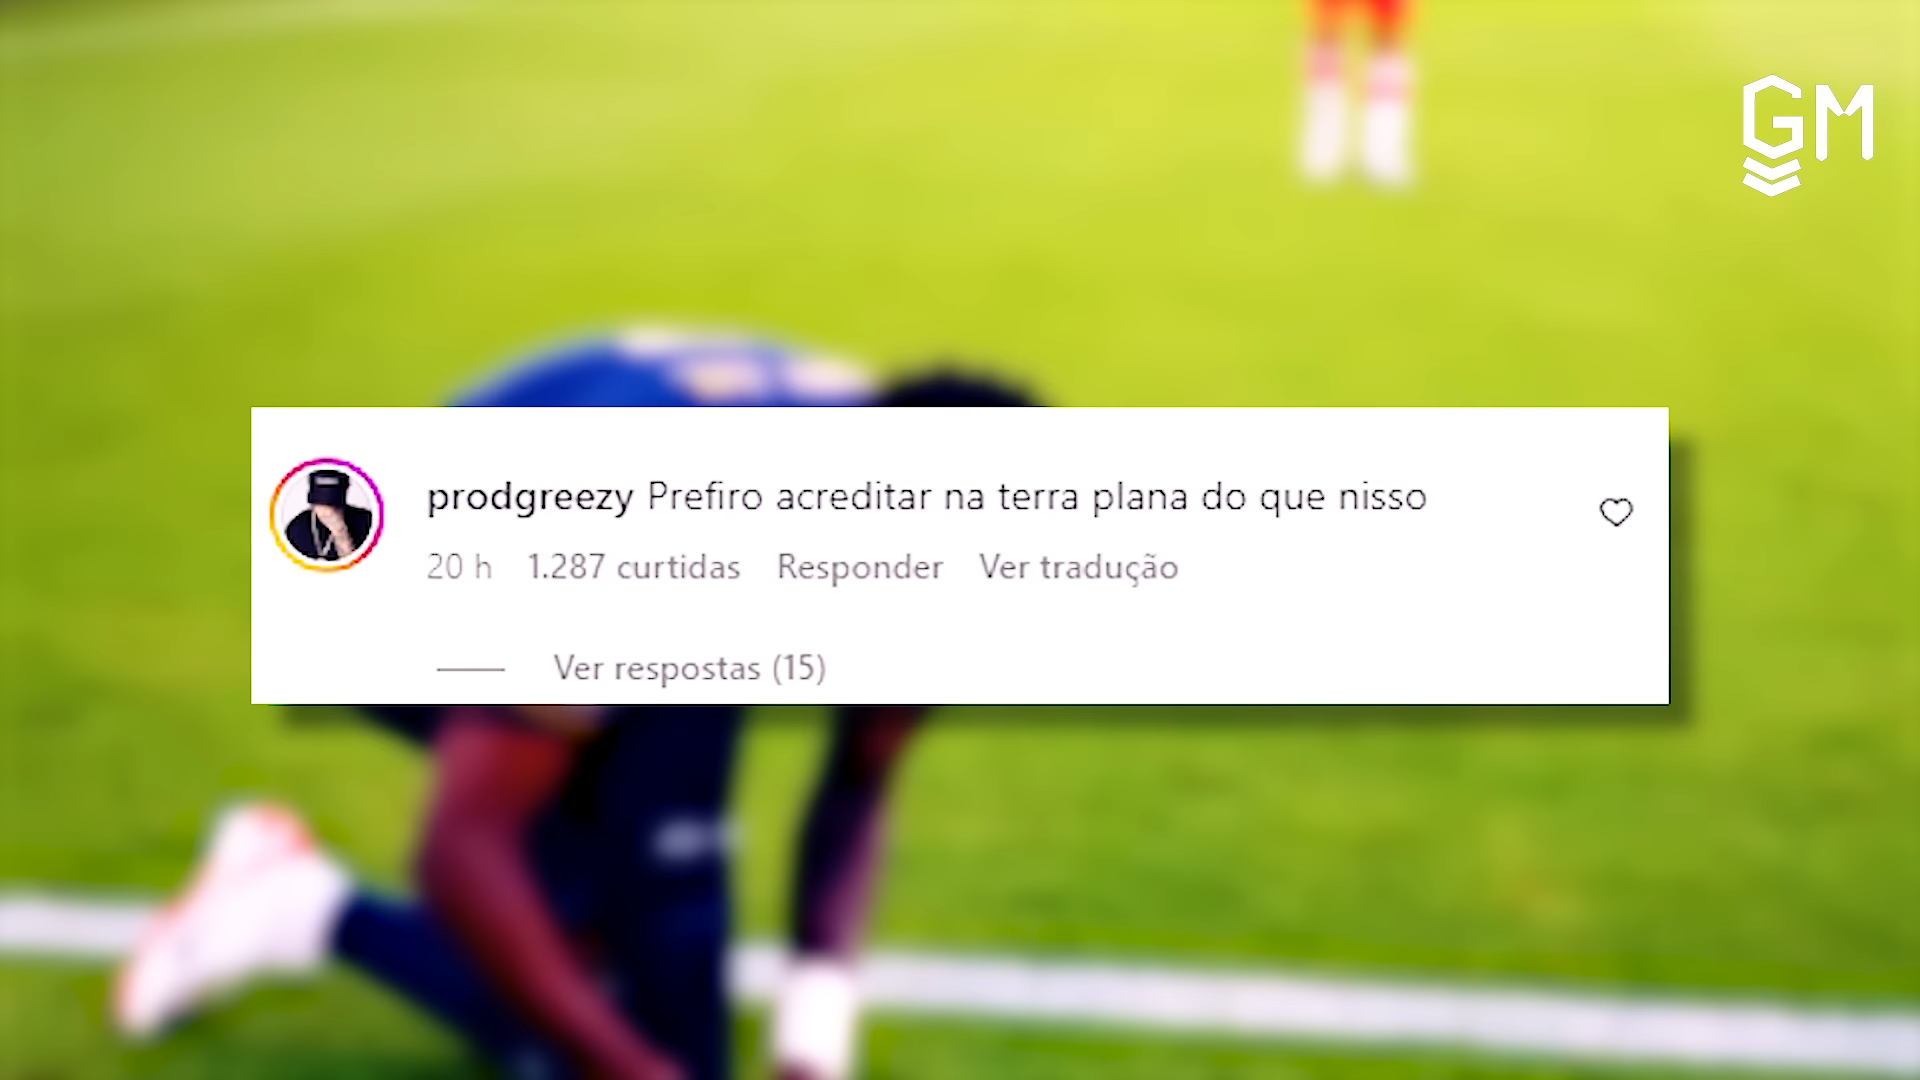 GM
prodgreezy Prefiro acreditar na terra plana do que nisso
20 h 1.287 curtidas Responder Ver tradução
Ver respostas (15)